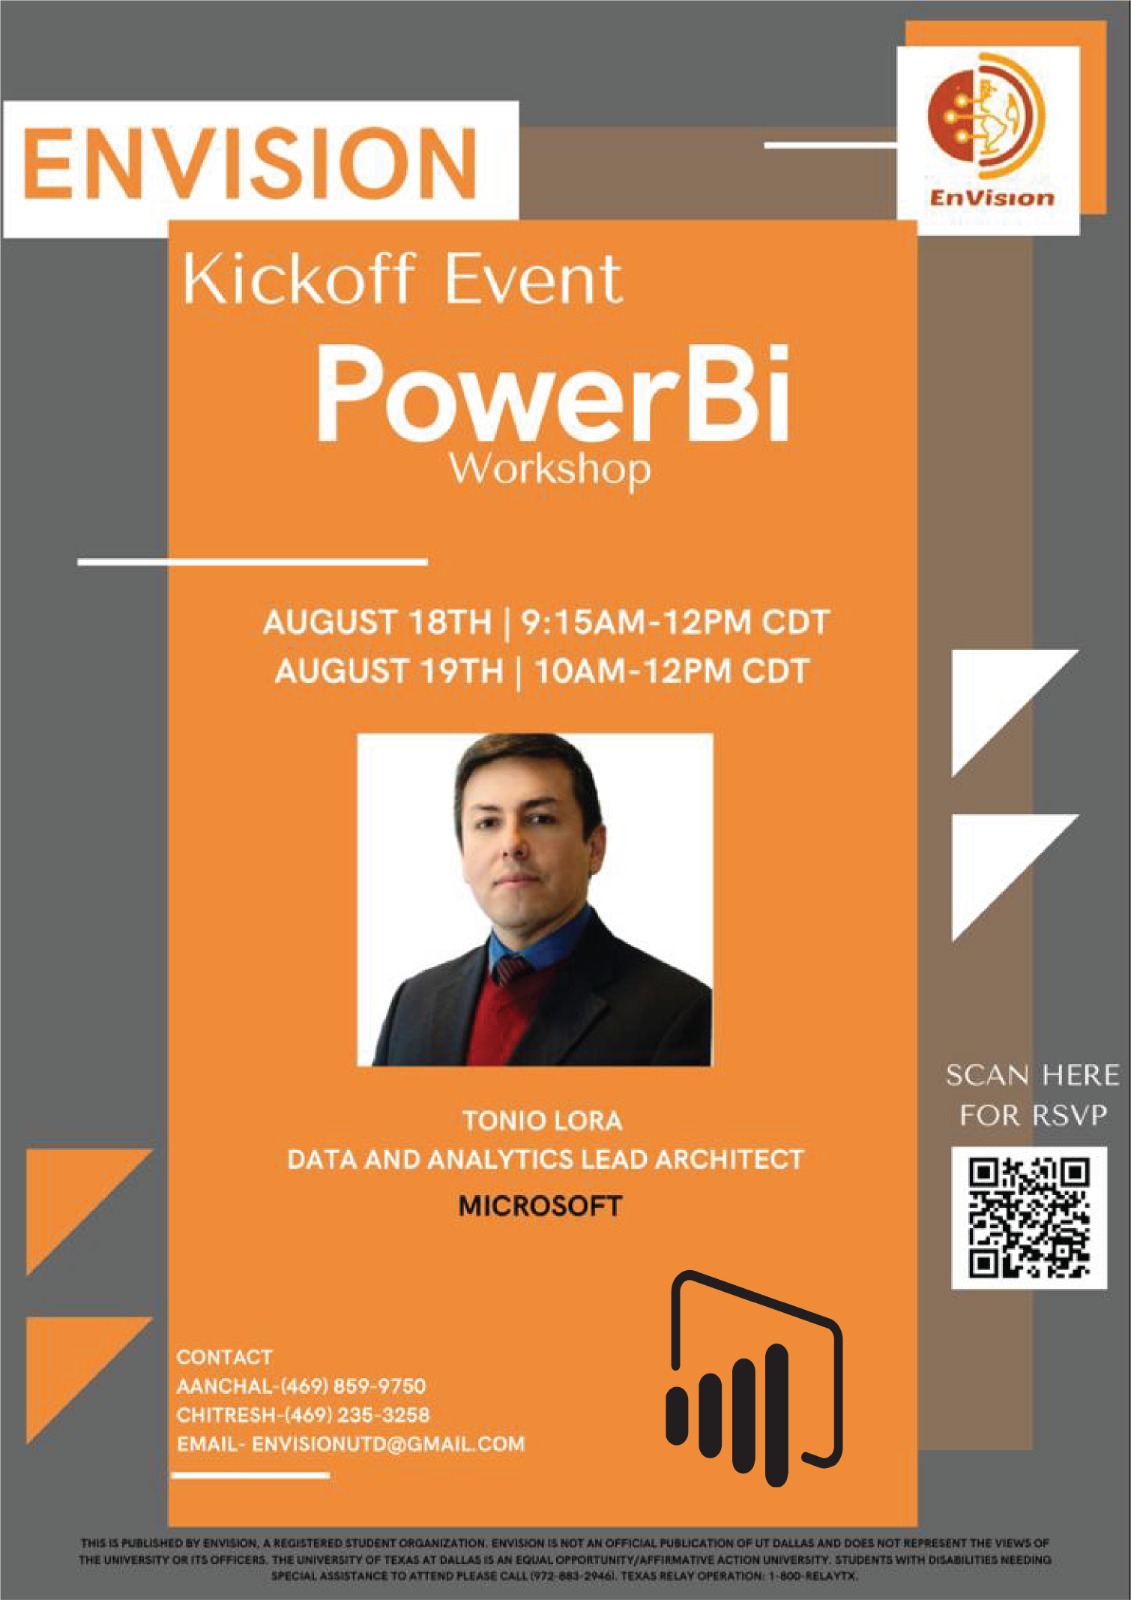 ENVISION
EnVision
Kickoff Event
PowerBi
Workshop
AUGUST 18TH | 9:15AM-12PM CDT
AUGUST 19TH | 10AM-12PM CDT
SCAN HERE
FOR RSVP
TONIO LORA
DATA AND ANALYTICS LEAD ARCHITECT
MICROSOFT
CONTACT
AANCHAL-(469) 859-9750
CHITRESH-(469) 235-3258
EMAIL- ENVISIONUTD@GMAIL.COM
THIS IS PUBLISHED BY ENVISION, A REGISTERED STUDENT ORGANIZATION. ENVISION IS NOT AN OFFICIAL PUBLICATION OF UT DALLAS AND DOES NOT REPRESENT THE VIEWS OF
THE UNIVERSITY OR ITS OFFICERS. THE UNIVERSITY OF TEXAS AT DALLAS IS AN EQUAL OPPORTUNITY/AFFIRMATIVE ACTION UNIVERSITY. STUDENTS WITH DISABILITIES NEEDING
SPECIAL ASSISTANCE TO ATTEND PLEASE CALL (972-883-2946). TEXAS RELAY OPERATION: 1-800-RELAYTX.